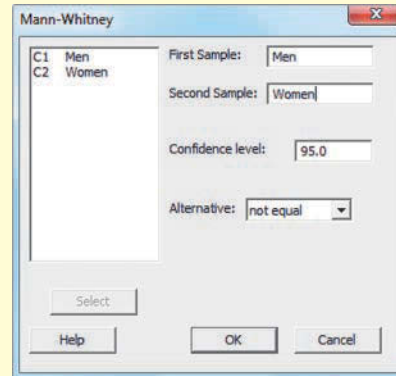 Mann-Whitney
C1 Men
C2 Women
First Sample: Men
Second Sample: Women
Confidence level: 95.0
Alternative: not equal
Select
Help OK Cancel